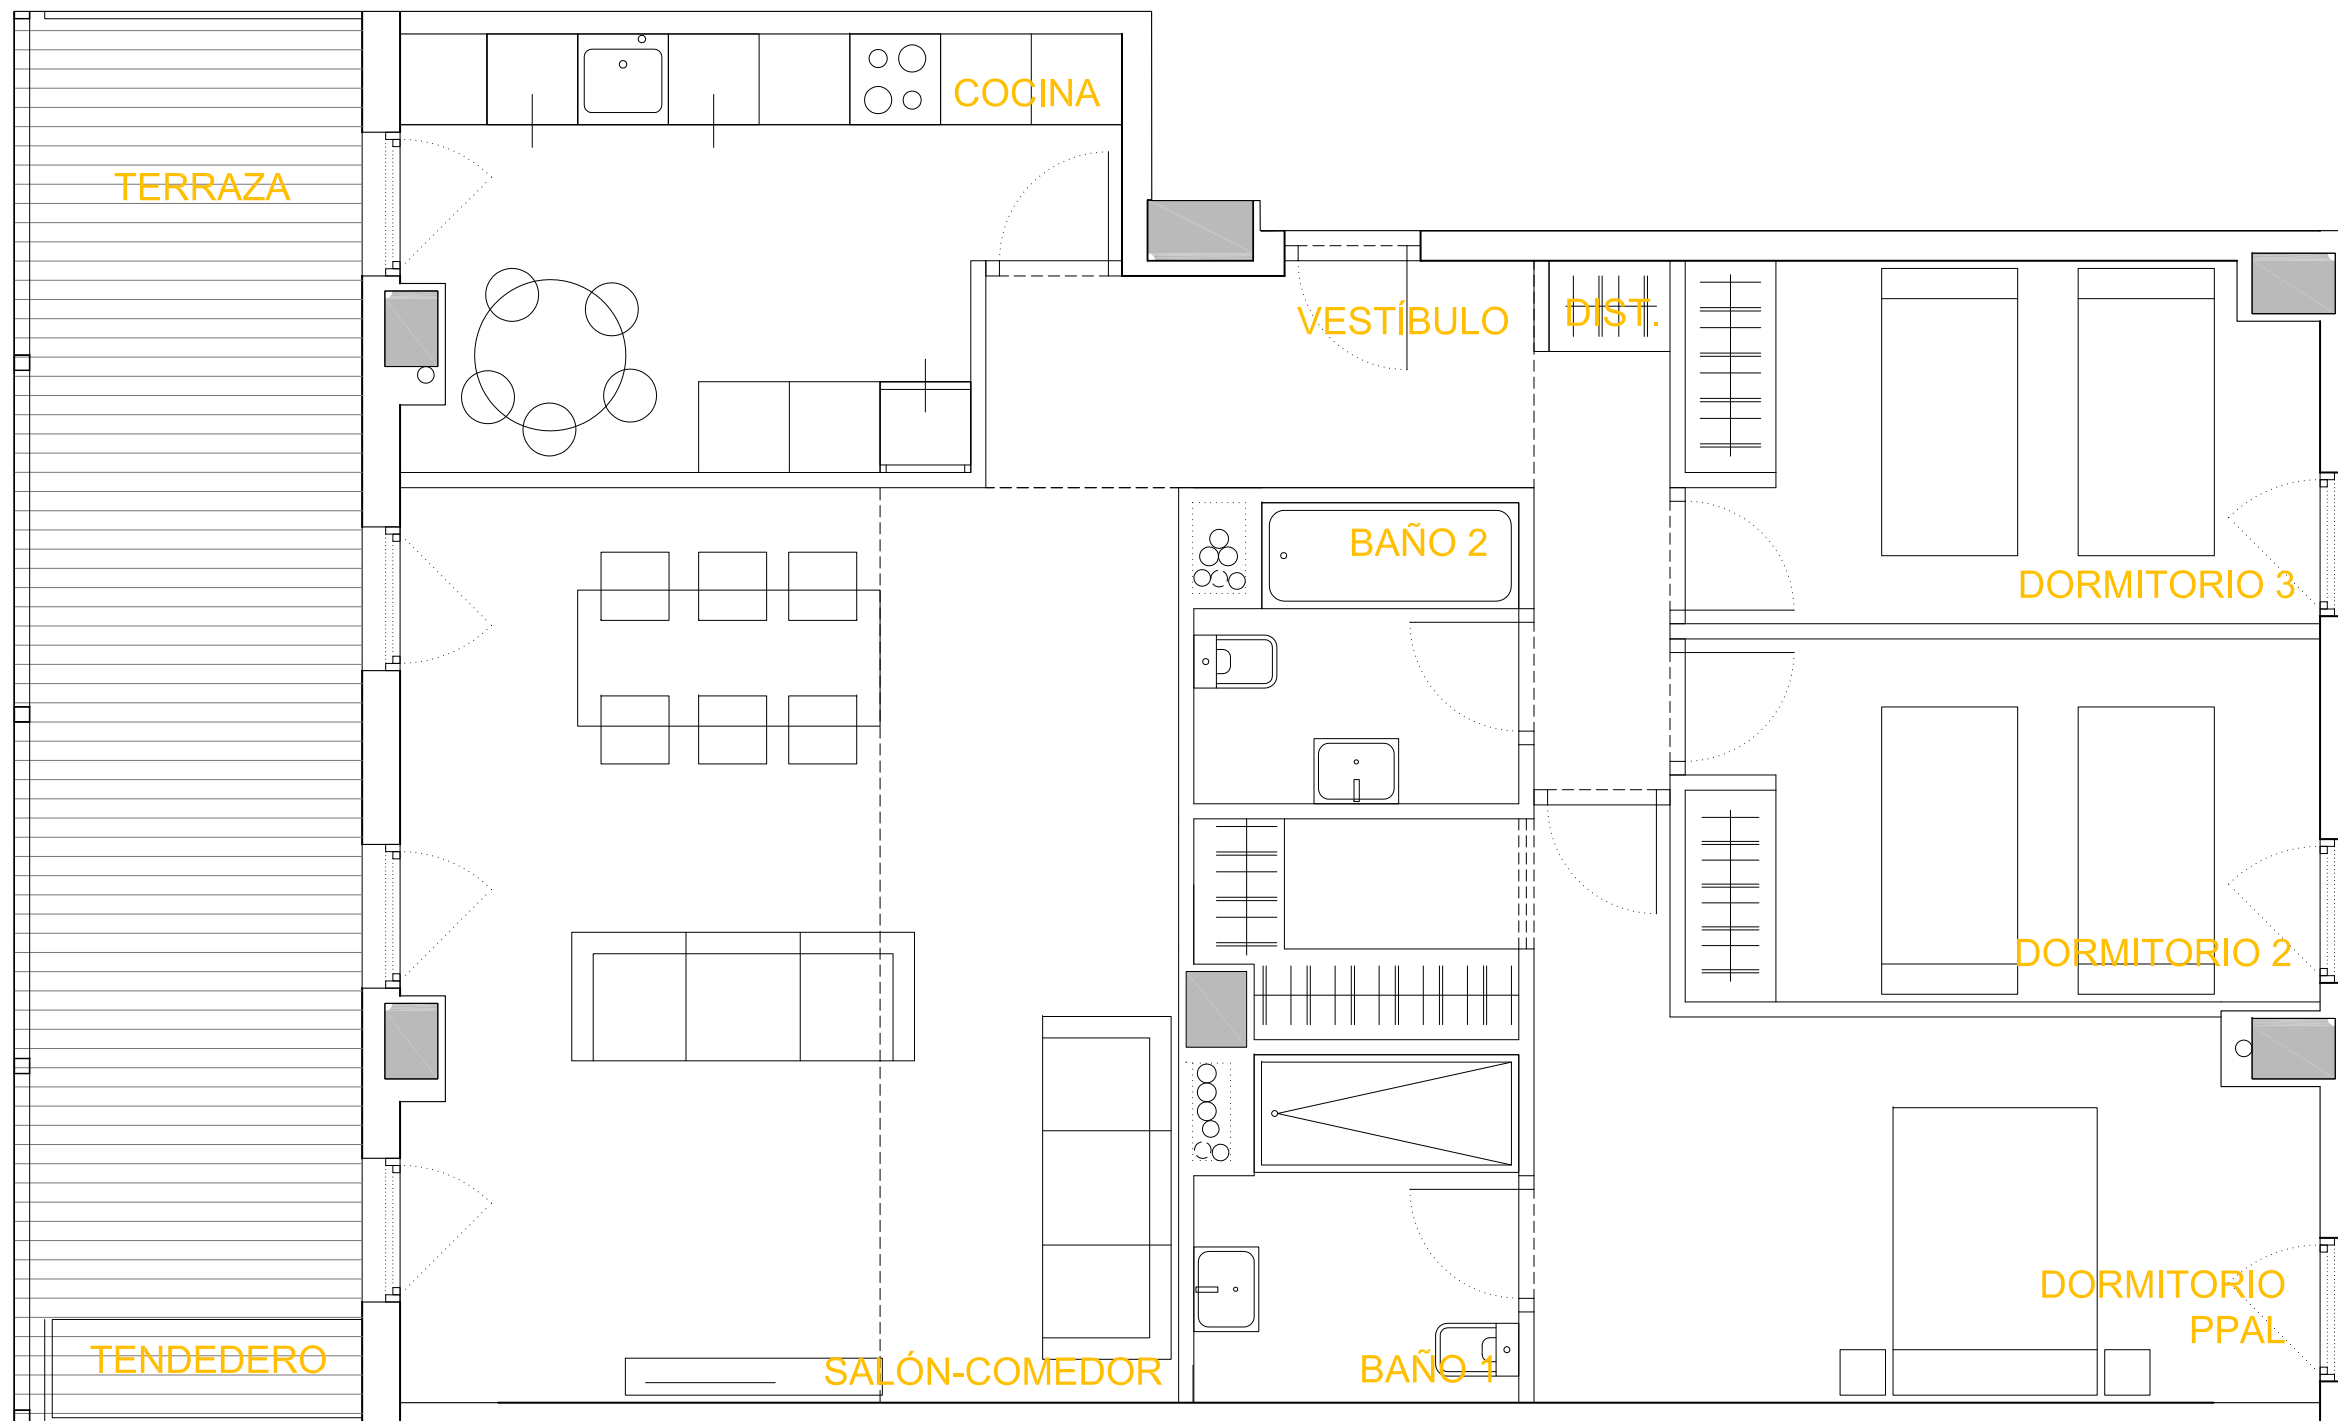 COCINA
TERRAZA
VESTÍBULO
DIST.
BAÑO 2
DORMITORIO 3
DORMITORIO 2
DORMITORIO
PPAL
TENDEDERO
SALÓN-COMEDOR
BAÑO 1